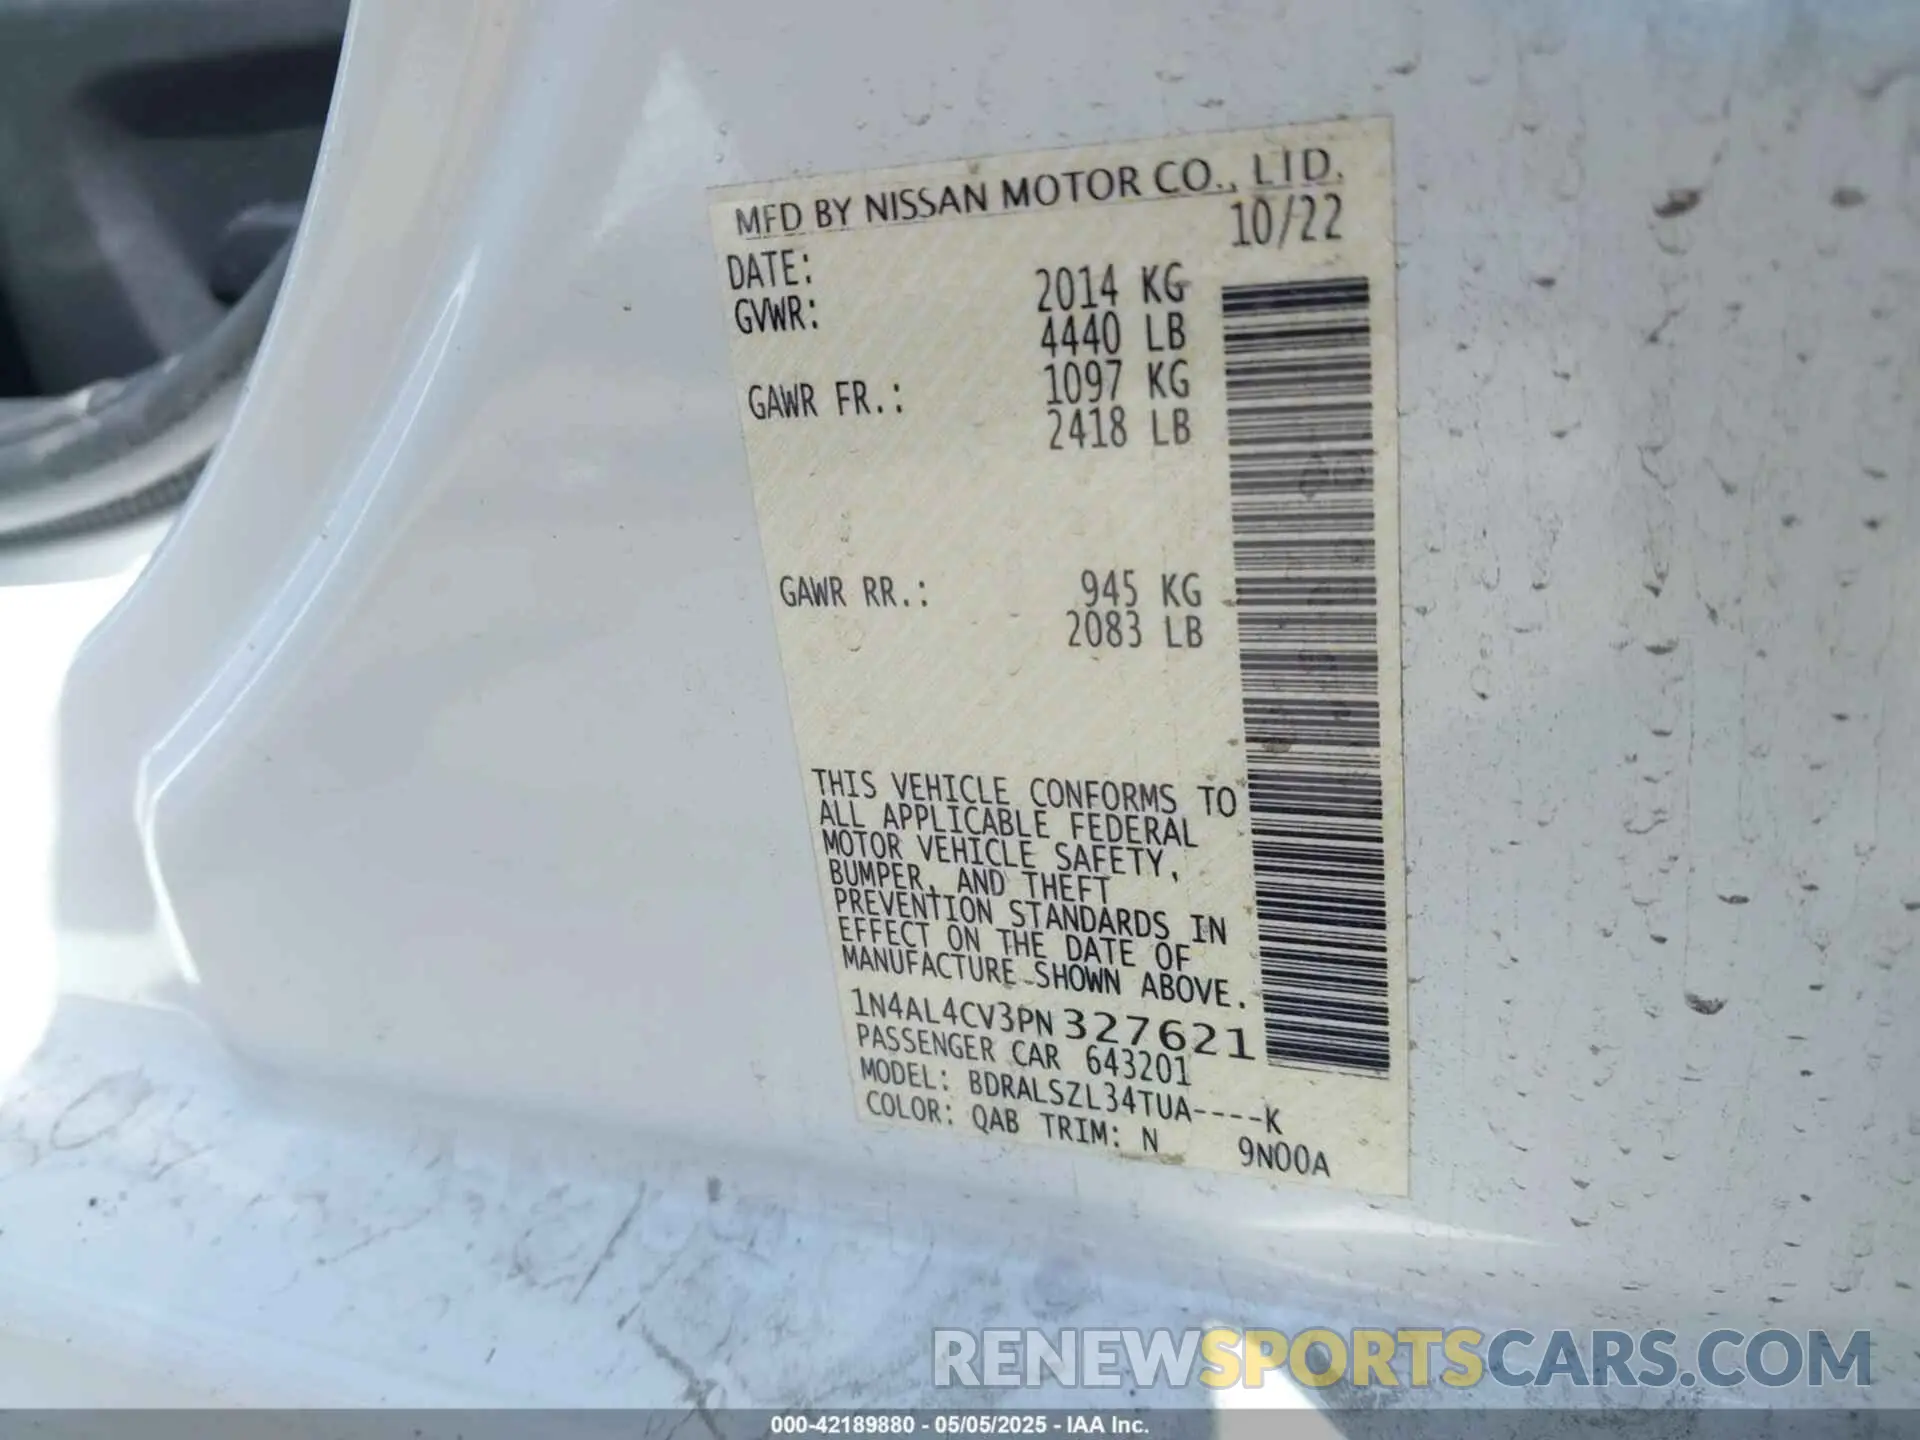 MFD BY NISSAN MOTOR CO., LTD.
DATE: 10/22
GVWR: 2014 KG
4440 LB
GAWR FR.: 1097 KG
2418 LB
GAWR RR.: 945 KG
2083 LB
THIS VEHICLE CONFORMS TO
ALL APPLICABLE FEDERAL
MOTOR VEHICLE SAFETY,
BUMPER, AND THEFT
PREVENTION STANDARDS IN
EFFECT ON THE DATE OF
MANUFACTURE SHOWN ABOVE.
1N4AL4CV3PN327621
PASSENGER CAR 643201
MODEL: BDRALSZL34TUA----K
COLOR: QAB TRIM: N 9N00A
RENEWSPORTSCARS.COM
000-42189880 - 05/05/2025 - IAA Inc.